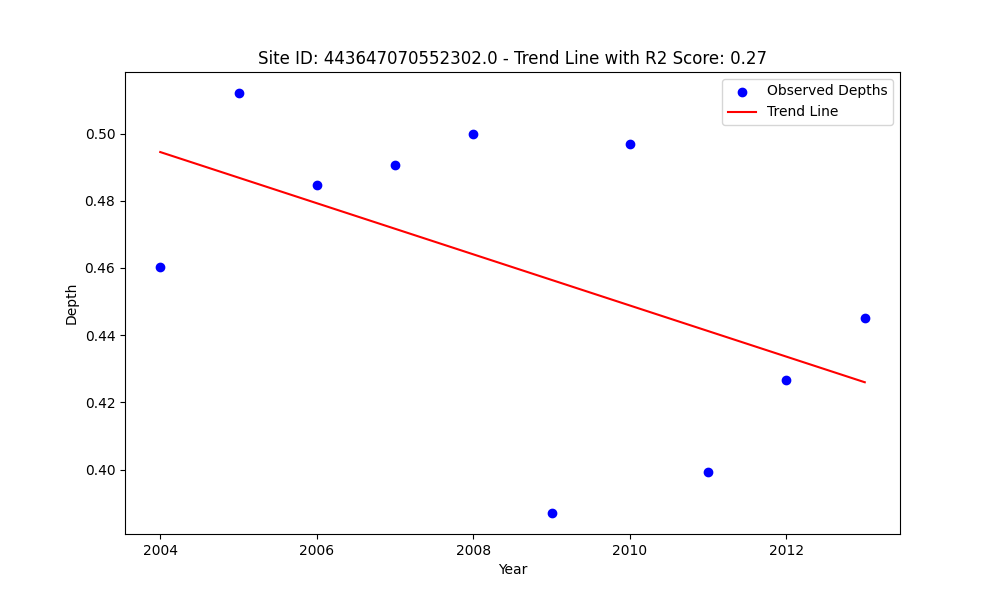 Site ID: 443647070552302.0 - Trend Line with R2 Score: 0.27
Observed Depths
Trend Line
0.50
0.48
0.46
0.44
0.42
0.40
Depth
2004
2006
2008
2010
2012
Year